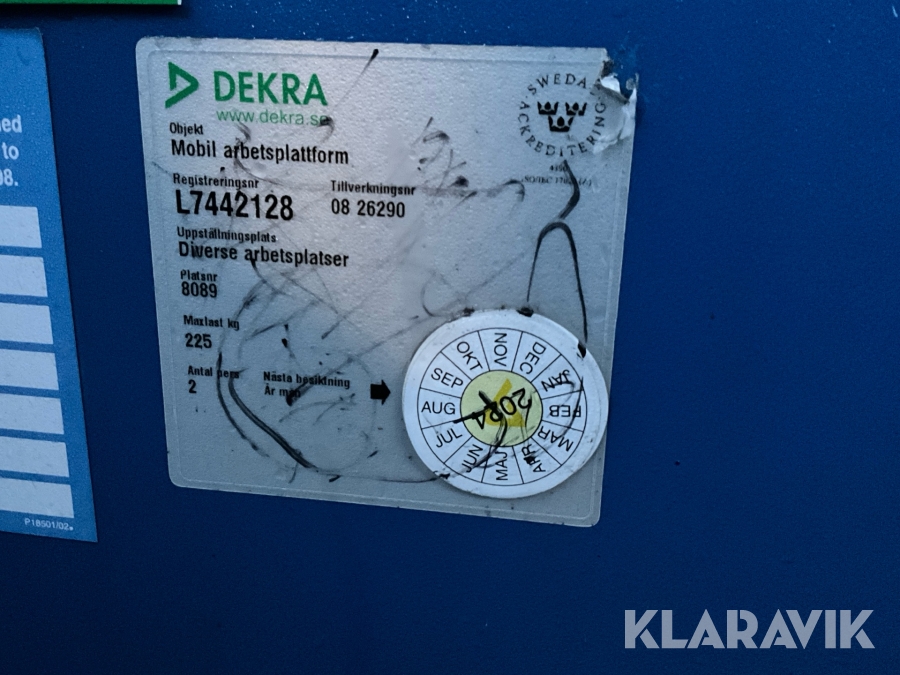 ed
to
08.
P18501/02
DEKRA
www.dekra.se
SWEDAC
ACKREDITERING
Objekt
Mobil arbetsplattform
Registreringsnr
L7442128
Tillverkningsnr
08 26290
Uppställningsplats
Diverse arbetsplatser
Platsnr
8089
Maxlast kg
225
Antal pers
2
Nästa besiktning
År mån
JAN
FEB
MAR
APR
MAJ
JUN
JUL
AUG
SEP
OKT
NOV
DEC
2024
KLARAVIK